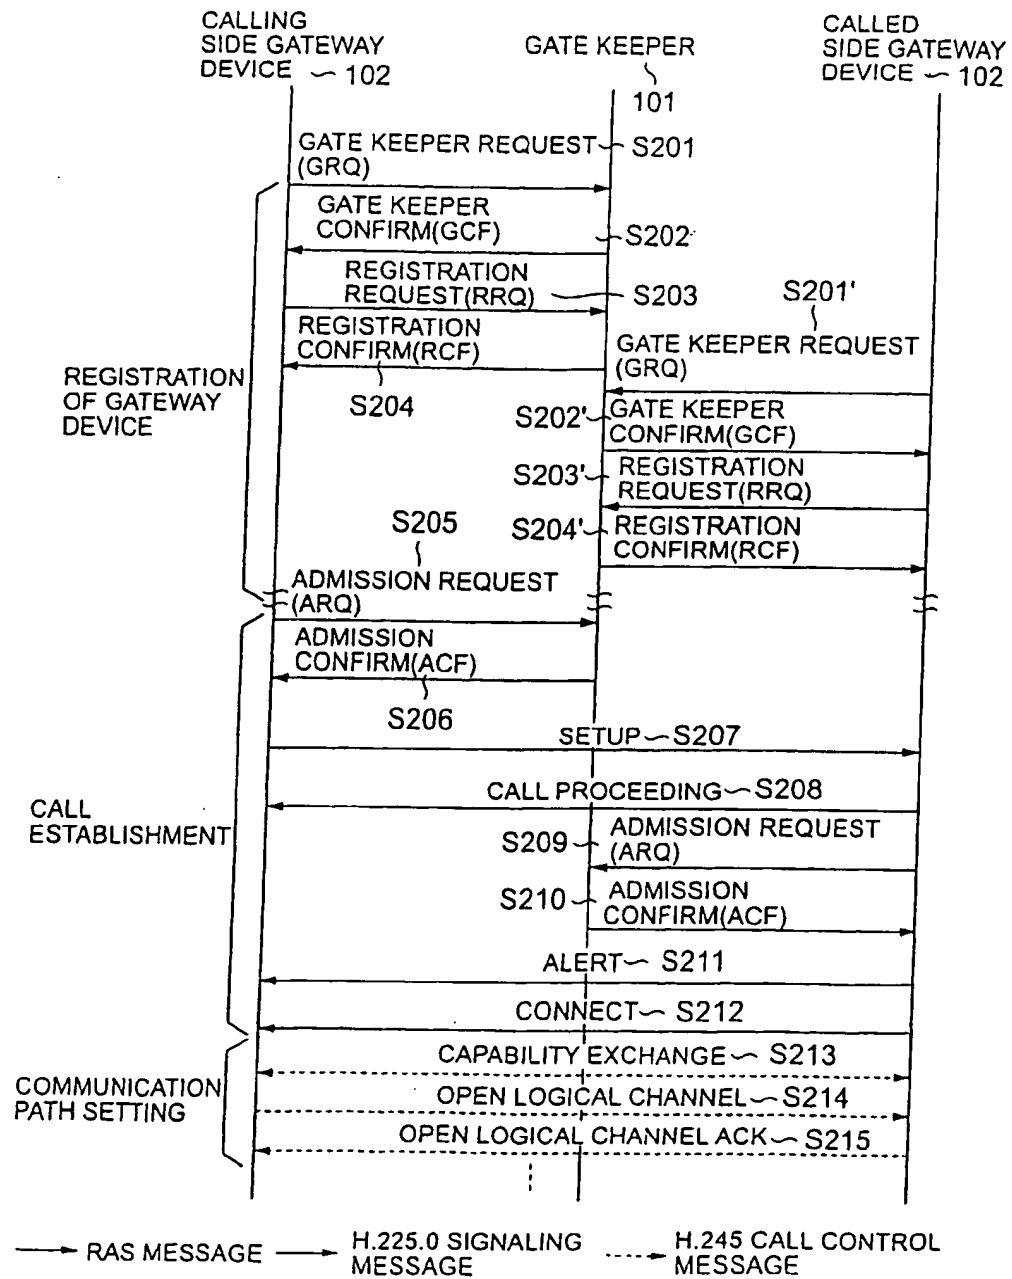 CALLING
SIDE GATEWAY
DEVICE 102
GATE KEEPER
101
CALLED
SIDE GATEWAY
DEVICE 102
GATE KEEPER REQUEST S201
(GRQ)
GATE KEEPER
CONFIRM(GCF) S202
REGISTRATION
REQUEST(RRQ) S203
S201'
REGISTRATION
CONFIRM(RCF)
GATE KEEPER REQUEST
(GRQ)
REGISTRATION
OF GATEWAY
DEVICE
S204
S202' GATE KEEPER
CONFIRM(GCF)
S203' REGISTRATION
REQUEST(RRQ)
S205
S204' REGISTRATION
CONFIRM(RCF)
ADMISSION REQUEST
(ARQ)
ADMISSION
CONFIRM(ACF)
S206
SETUP S207
CALL PROCEEDING S208
CALL
ESTABLISHMENT
S209 ADMISSION REQUEST
(ARQ)
S210 ADMISSION
CONFIRM(ACF)
ALERT S211
CONNECT S212
CAPABILITY EXCHANGE S213
COMMUNICATION
PATH SETTING
OPEN LOGICAL CHANNEL S214
OPEN LOGICAL CHANNEL ACK S215
RAS MESSAGE
H.225.0 SIGNALING
MESSAGE
H.245 CALL CONTROL
MESSAGE